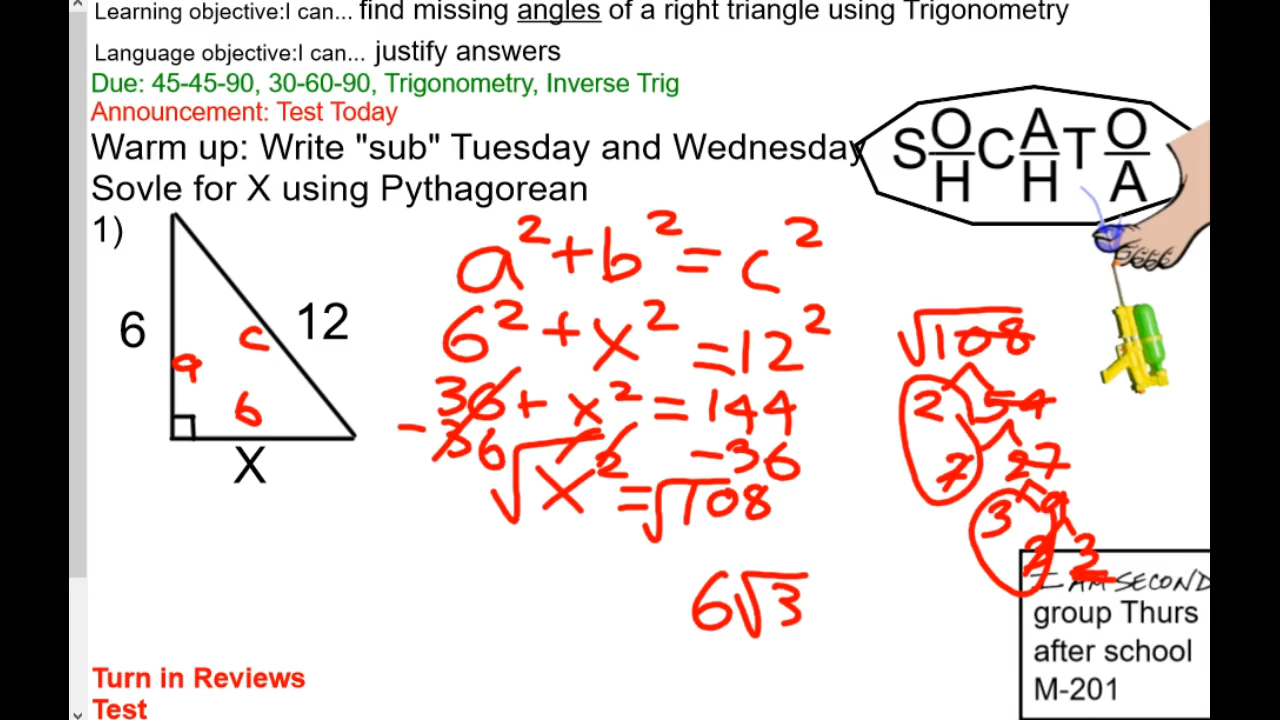 Learning objective:I can... find missing angles of a right triangle using Trigonometry
Language objective:I can... justify answers
Due: 45-45-90, 30-60-90, Trigonometry, Inverse Trig
Announcement: Test Today
Warm up: Write "sub" Tuesday and Wednesday
Sovle for X using Pythagorean
S O/H C A/H T O/A
1)
6
12
a
c
b
X
a² + b² = c²
6² + x² = 12²
36 + x² = 144
-36 -36
√x² = √108
6√3
√108
2 54
2 27
3 9
3 3
I AM SECOND
group Thurs
after school
M-201
Turn in Reviews
Test